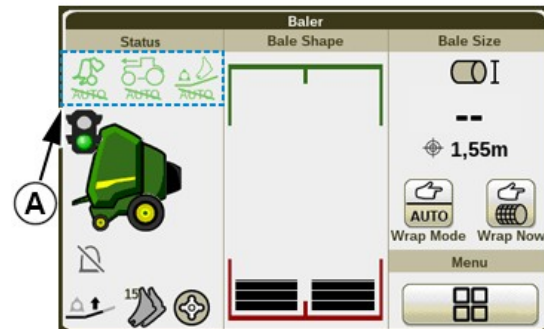 Baler
Status
Bale Shape
Bale Size
AUTO AUTO AUTO
A
--
1,55m
AUTO
Wrap Mode
Wrap Now
Menu
15